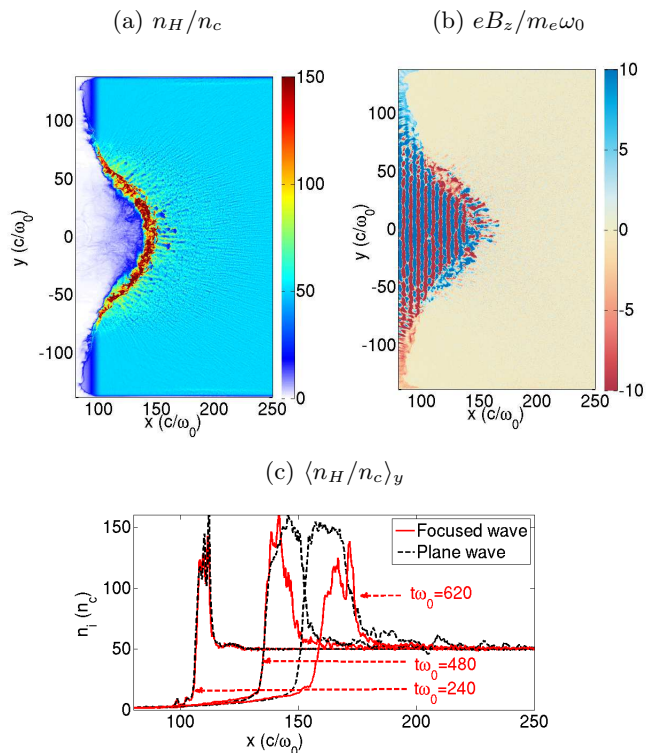 (a) n_H/n_c
(b) eB_z/m_eω_0
150
100
50
0
100
50
0
-50
-100
y (c/ω_0)
100 150 200 250
x (c/ω_0)
10
5
0
-5
-10
100
50
0
-50
-100
y (c/ω_0)
100 150 200 250
x (c/ω_0)
(c) ⟨n_H/n_c⟩_y
150
100
50
0
n_i (n_c)
Focused wave
Plane wave
tω_0=620
tω_0=480
tω_0=240
100 150 200 250
x (c/ω_0)